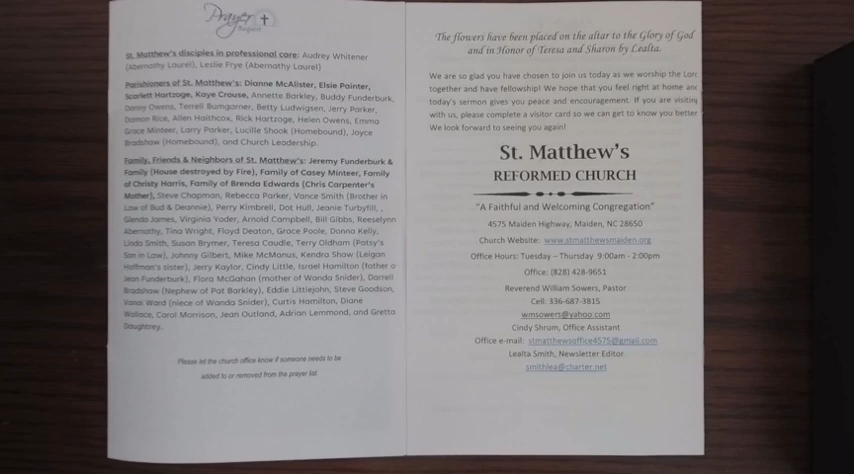 Prayer
Request
St. Matthew's disciples in professional care: Audrey Whitener
(Abernathy Laurel), Leslie Frye (Abernathy Laurel)
Parishioners of St. Matthew's: Dianne McAlister, Elsie Painter,
Scarlett Hartzoge, Kaye Crouse, Annette Barkley, Buddy Funderburk,
Danny Owens, Terrell Bumgarner, Betty Ludwigsen, Jerry Parker,
Damon Rice, Allen Haithcox, Rick Hartzoge, Helen Owens, Emma
Grace Minteer, Larry Parker, Lucille Shook (Homebound), Joyce
Bradshaw (Homebound), and Church Leadership.
Family, Friends & Neighbors of St. Matthew's: Jeremy Funderburk &
Family (House destroyed by Fire), Family of Casey Minteer, Family
of Christy Harris, Family of Brenda Edwards (Chris Carpenter's
Mother), Steve Chapman, Rebecca Parker, Vance Smith (Brother in
Law of Bud & Deannie), Perry Kimbrell, Dot Hull, Jeanie Turbyfill, ,
Glenda James, Virginia Yoder, Arnold Campbell, Bill Gibbs, Reeselynn
Abernathy, Tina Wright, Floyd Deaton, Grace Poole, Donna Kelly,
Linda Smith, Susan Brymer, Teresa Caudle, Terry Oldham (Patsy's
Son in Law), Johnny Gilbert, Mike McManus, Kendra Shaw (Leigan
Hoffman's sister), Jerry Kaylor, Cindy Little, Israel Hamilton (father o
Jean Funderburk), Flora McGahan (mother of Wanda Snider), Darrell
Bradshaw (Nephew of Pat Barkley), Eddie Littlejohn, Steve Goodson,
Vanai Ward (niece of Wanda Snider), Curtis Hamilton, Diane
Wallace, Carol Morrison, Jean Outland, Adrian Lemmond, and Gretta
Daughtrey.
Please let the church office know if someone needs to be
added to or removed from the prayer list.
The flowers have been placed on the altar to the Glory of God
and in Honor of Teresa and Sharon by Lealta.
We are so glad you have chosen to join us today as we worship the Lord
together and have fellowship! We hope that you feel right at home and
today's sermon gives you peace and encouragement. If you are visiting
with us, please complete a visitor card so we can get to know you better
We look forward to seeing you again!
St. Matthew's
REFORMED CHURCH
"A Faithful and Welcoming Congregation"
4575 Maiden Highway, Maiden, NC 28650
Church Website: www.stmatthewsmaiden.org
Office Hours: Tuesday – Thursday 9:00am - 2:00pm
Office: (828) 428-9651
Reverend William Sowers, Pastor
Cell: 336-687-3815
wmsowers@yahoo.com
Cindy Shrum, Office Assistant
Office e-mail: stmatthewsoffice4575@gmail.com
Lealta Smith, Newsletter Editor
smithlea@charter.net